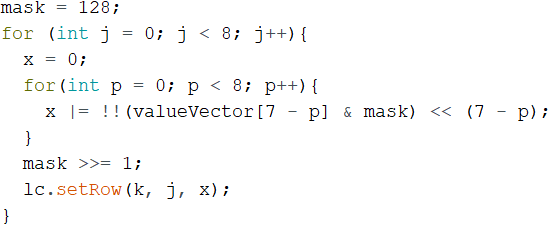 mask = 128;
for (int j = 0; j < 8; j++){
  x = 0;
  for(int p = 0; p < 8; p++){
    x |= !!(valueVector[7 - p] & mask) << (7 - p);
  }
  mask >>= 1;
  lc.setRow(k, j, x);
}